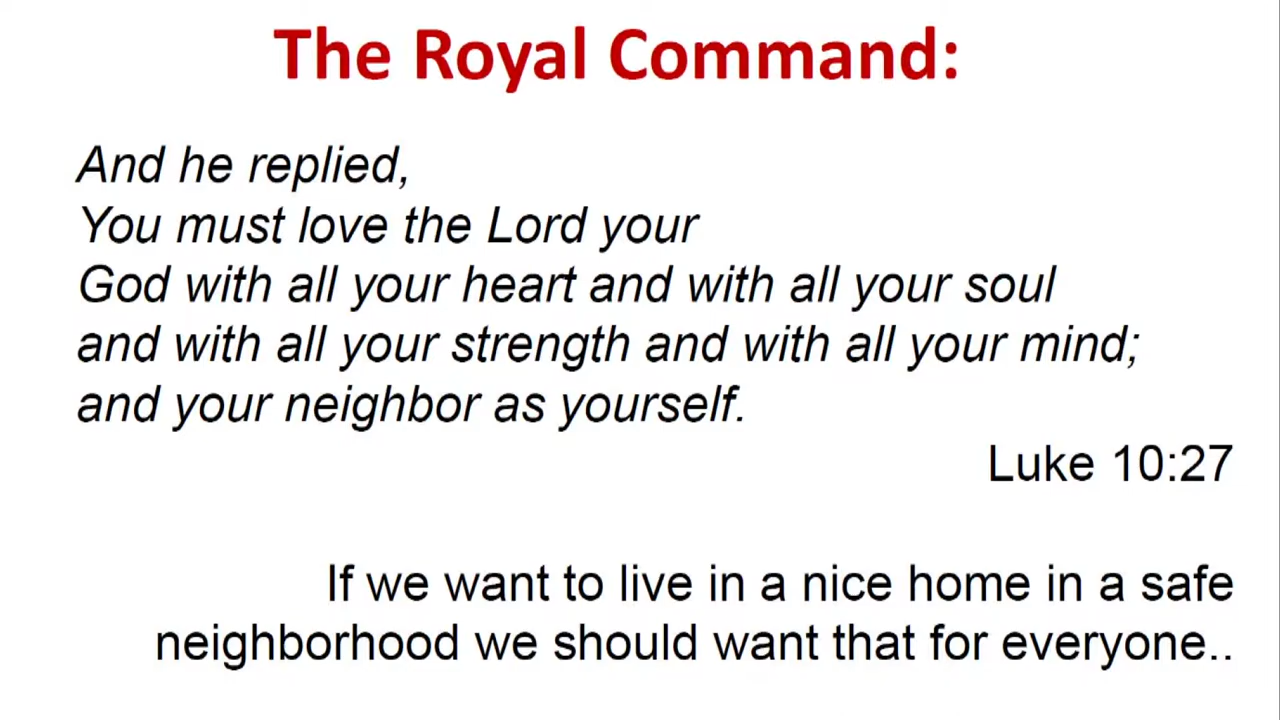 The Royal Command:
And he replied,
You must love the Lord your
God with all your heart and with all your soul
and with all your strength and with all your mind;
and your neighbor as yourself.
Luke 10:27
If we want to live in a nice home in a safe
neighborhood we should want that for everyone..